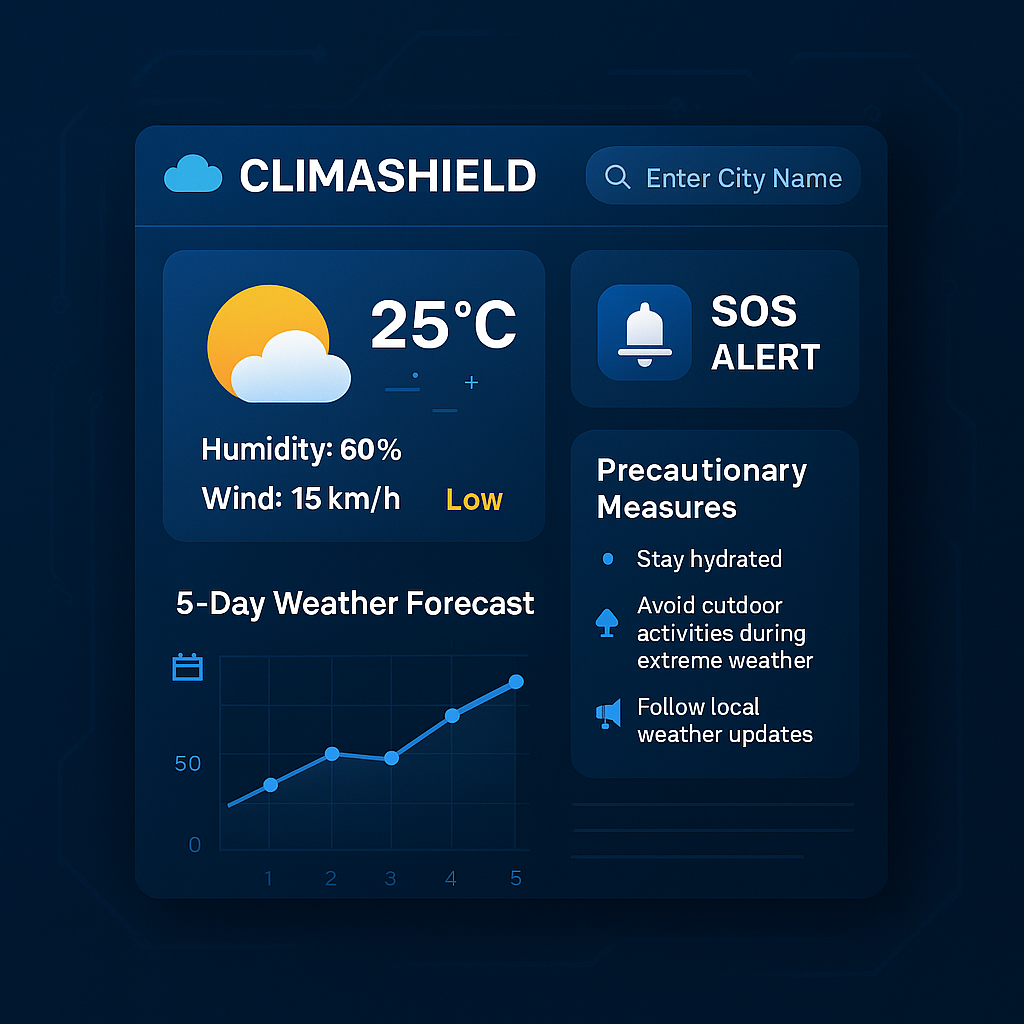 CLIMASHIELD
Enter City Name
25°C
Humidity: 60%
Wind: 15 km/h
Low
SOS
ALERT
Precautionary
Measures
Stay hydrated
Avoid cutdoor
activities during
extreme weather
Follow local
weather updates
5-Day Weather Forecast
50
0
1 2 3 4 5